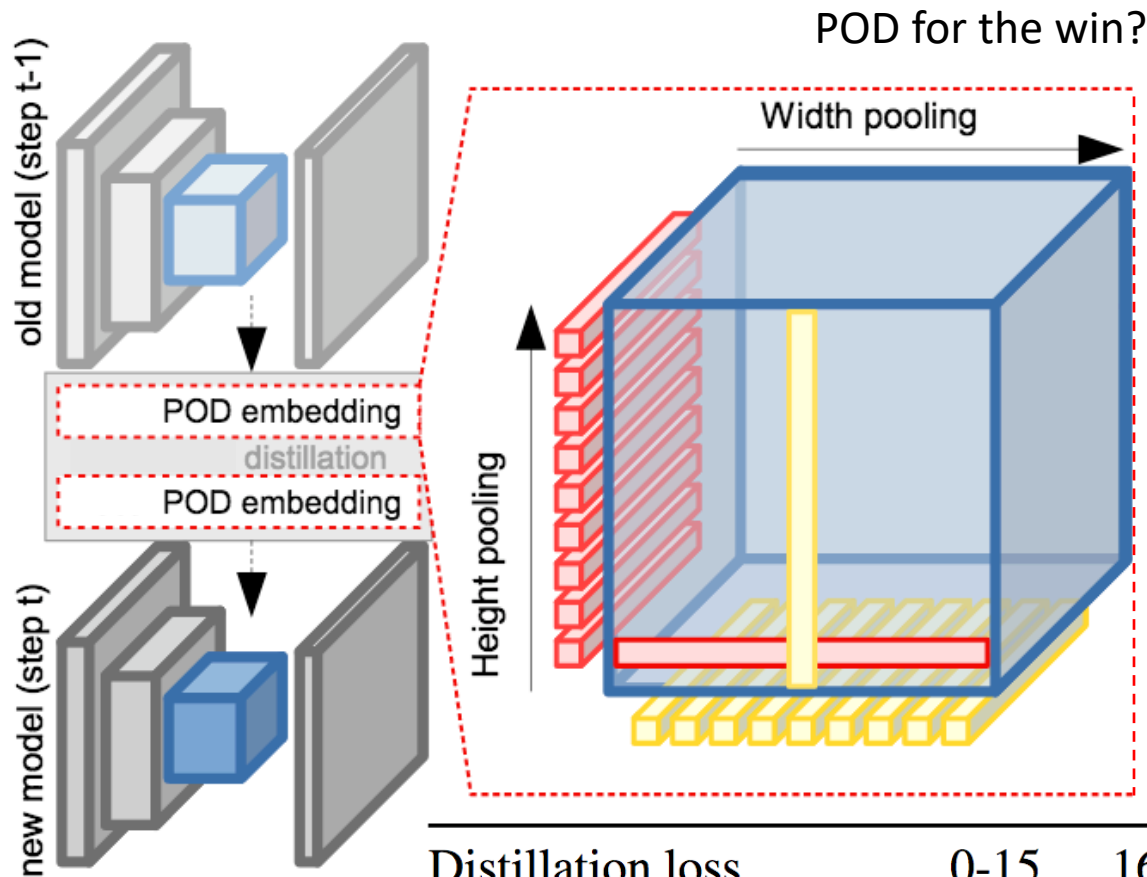 POD for the win?
old model (step t-1)
Width pooling
Height pooling
POD embedding
distillation
POD embedding
new model (step t)
Distillation loss 0-15 16